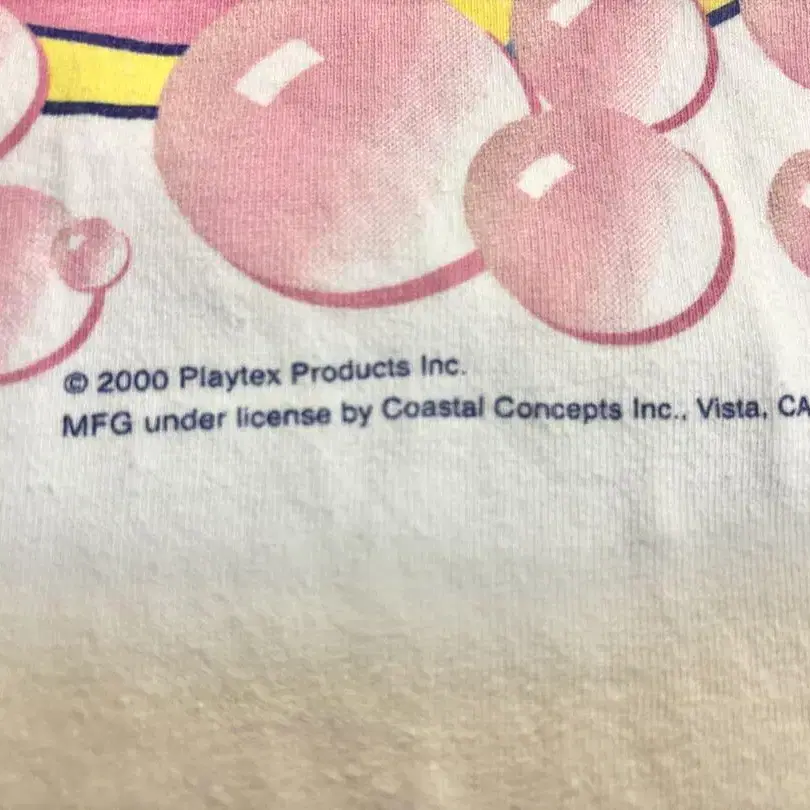 © 2000 Playtex Products Inc.
MFG under license by Coastal Concepts Inc., Vista, CA